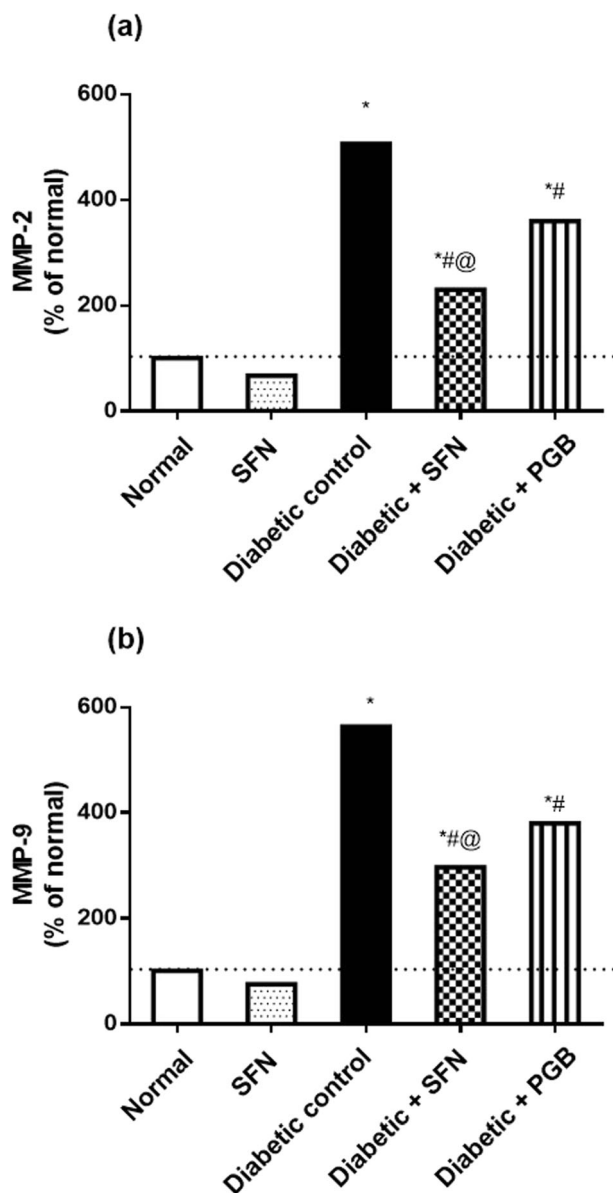 (a)
MMP-2
(% of normal)
600
400
200
0
*
*#@
*#
Normal
SFN
Diabetic control
Diabetic + SFN
Diabetic + PGB
(b)
MMP-9
(% of normal)
600
400
200
0
*
*#@
*#
Normal
SFN
Diabetic control
Diabetic + SFN
Diabetic + PGB